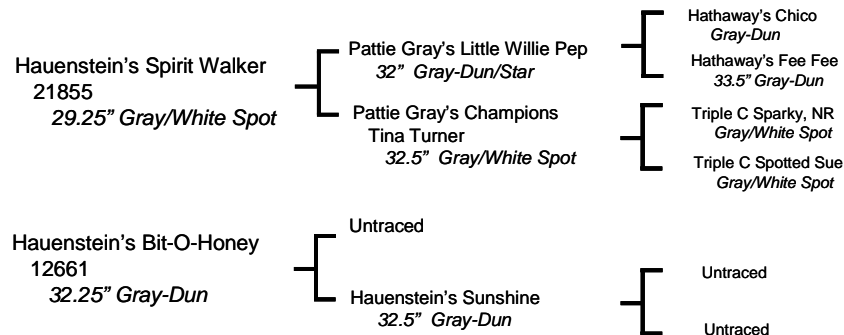 Hauenstein's Spirit Walker
21855
29.25" Gray/White Spot
Pattie Gray's Little Willie Pep
32" Gray-Dun/Star
Pattie Gray's Champions
Tina Turner
32.5" Gray/White Spot
Hathaway's Chico
Gray-Dun
Hathaway's Fee Fee
33.5" Gray-Dun
Triple C Sparky, NR
Gray/White Spot
Triple C Spotted Sue
Gray/White Spot
Hauenstein's Bit-O-Honey
12661
32.25" Gray-Dun
Untraced
Hauenstein's Sunshine
32.5" Gray-Dun
Untraced
Untraced